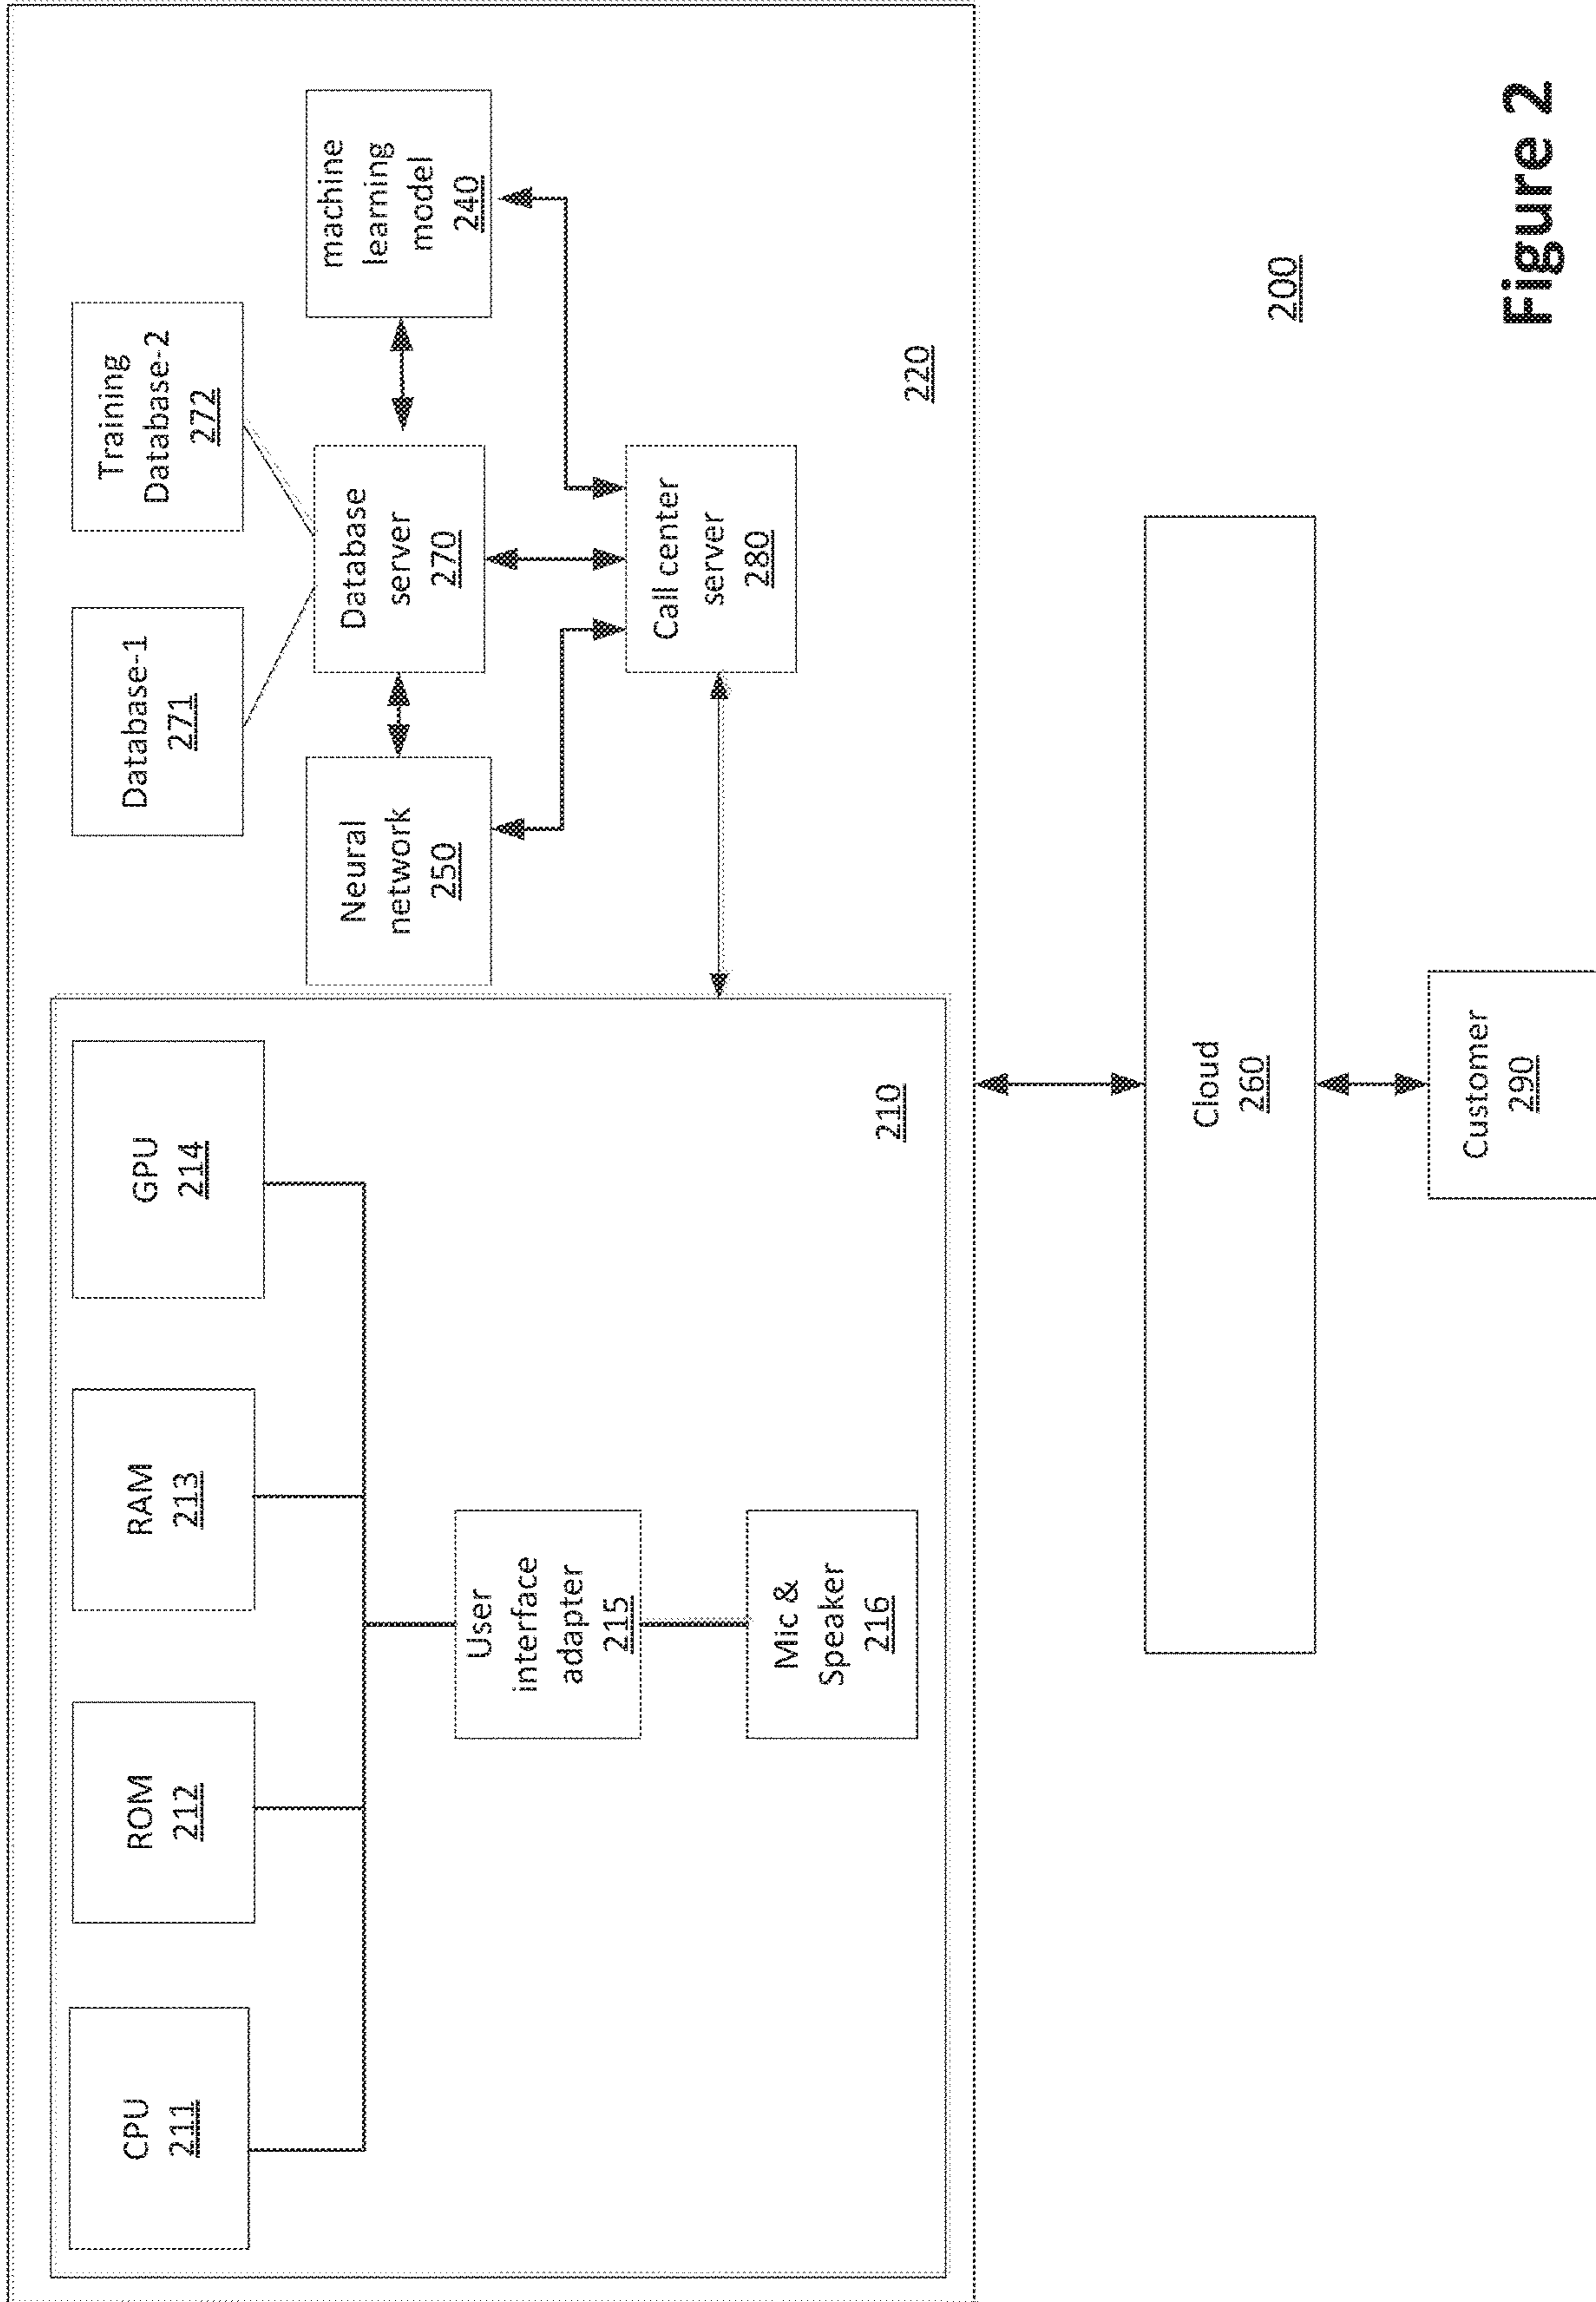 CPU
211
ROM
212
RAM
213
GPU
214
User
interface
adapter
215
Mic &
Speaker
216
210
Database-1
271
Training
Database-2
272
Neural
network
250
Database
server
270
machine
learning
model
240
Call center
server
280
220
Cloud
260
Customer
290
200
Figure 2